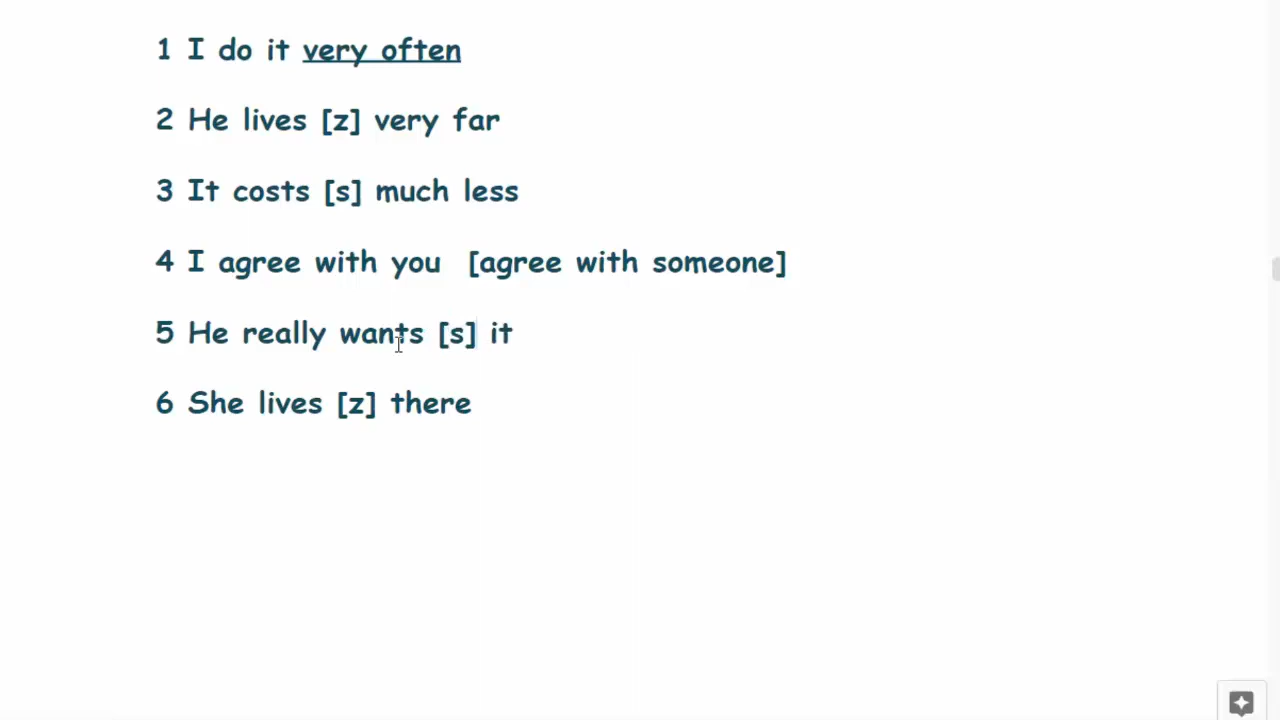 1 I do it very often
2 He lives [z] very far
3 It costs [s] much less
4 I agree with you [agree with someone]
5 He really wants [s] it
6 She lives [z] there